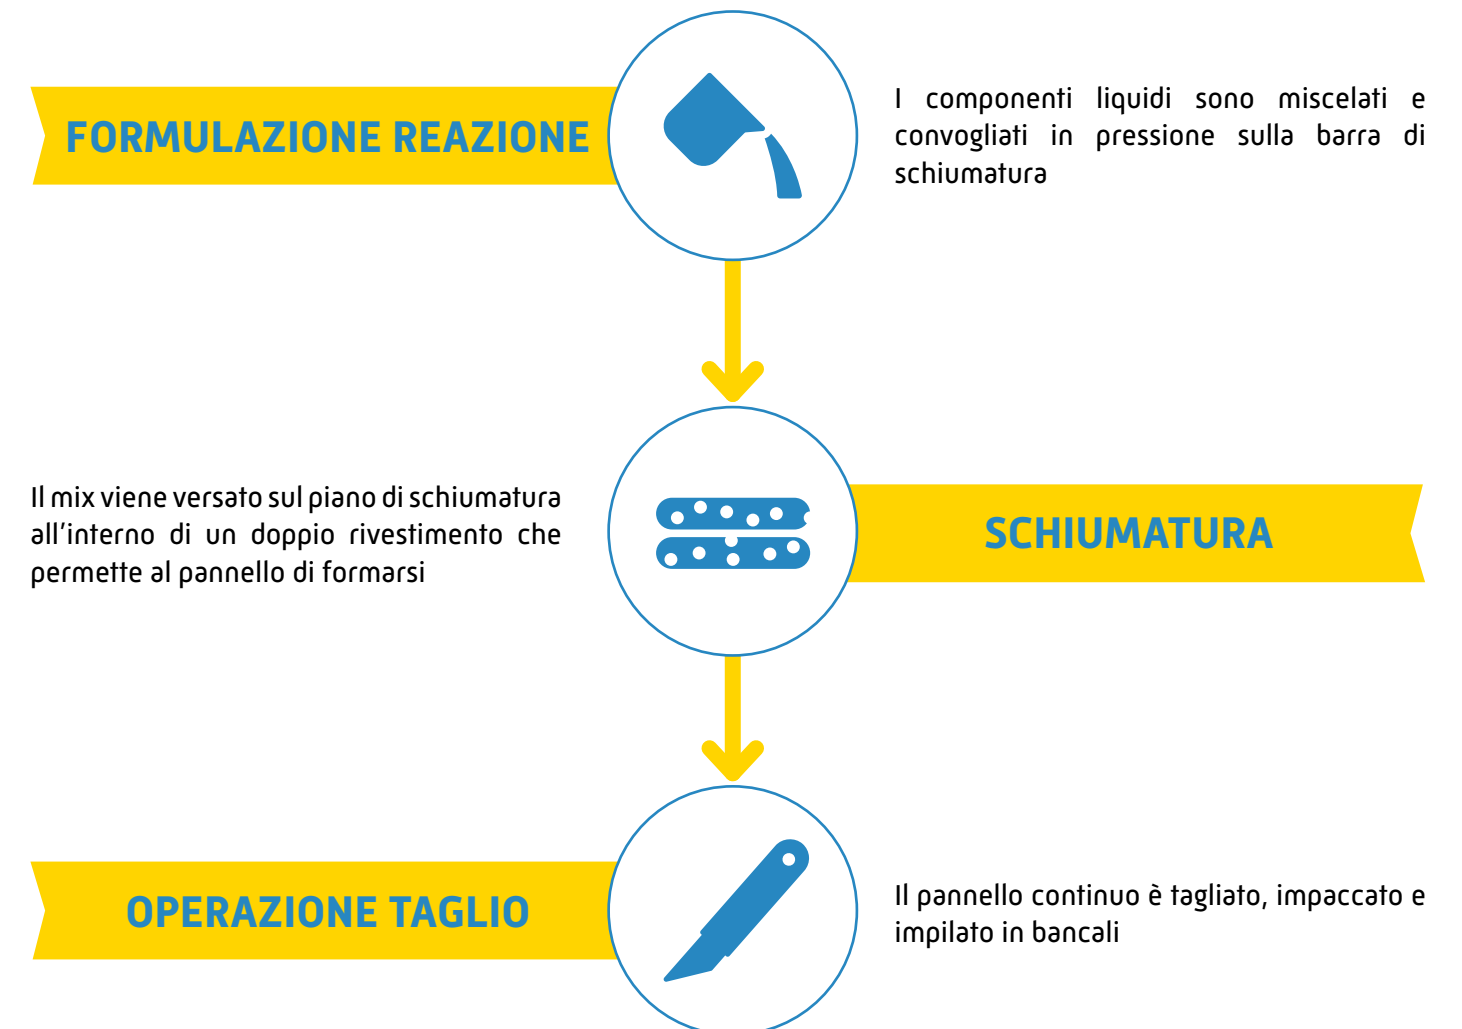 FORMULAZIONE REAZIONE
I componenti liquidi sono miscelati e
convogliati in pressione sulla barra di
schiumatura
Il mix viene versato sul piano di schiumatura
all'interno di un doppio rivestimento che
permette al pannello di formarsi
SCHIUMATURA
OPERAZIONE TAGLIO
Il pannello continuo è tagliato, impaccato e
impilato in bancali